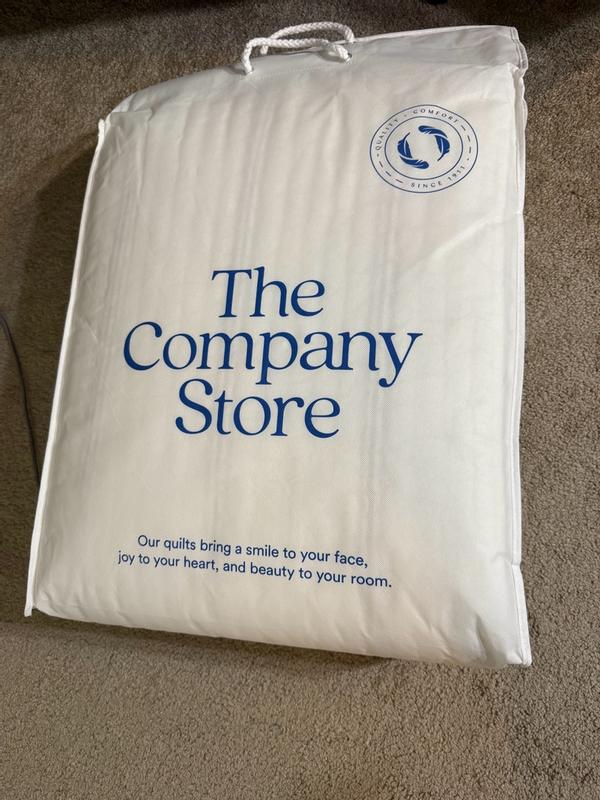 QUALITY - COMFORT
SINCE 1911
The
Company
Store
Our quilts bring a smile to your face,
joy to your heart, and beauty to your room.